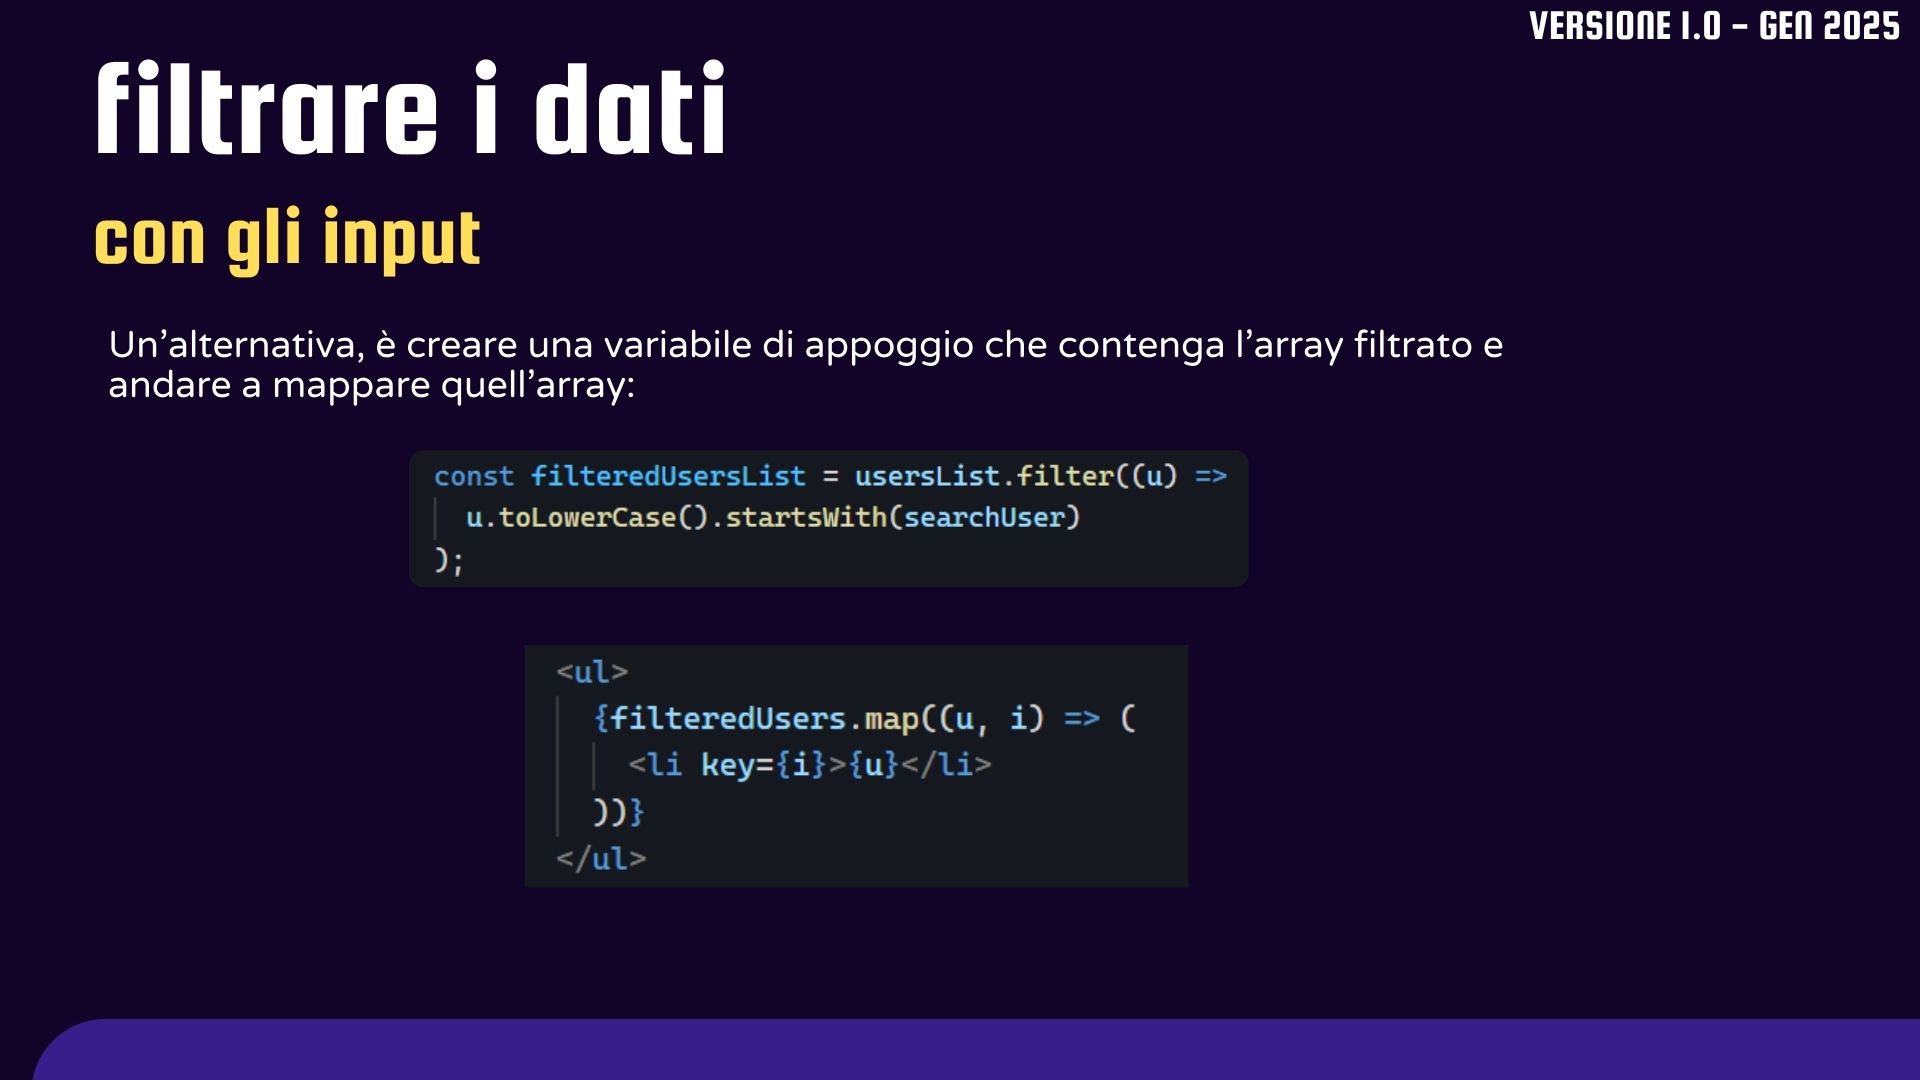 VERSIONE 1.0 - GEN 2025
filtrare i dati
con gli input
Un’alternativa, è creare una variabile di appoggio che contenga l’array filtrato e
andare a mappare quell’array:
const filteredUsersList = usersList.filter((u) =>
  u.toLowerCase().startsWith(searchUser)
);
<ul>
  {filteredUsers.map((u, i) => (
    <li key={i}>{u}</li>
  ))}
</ul>